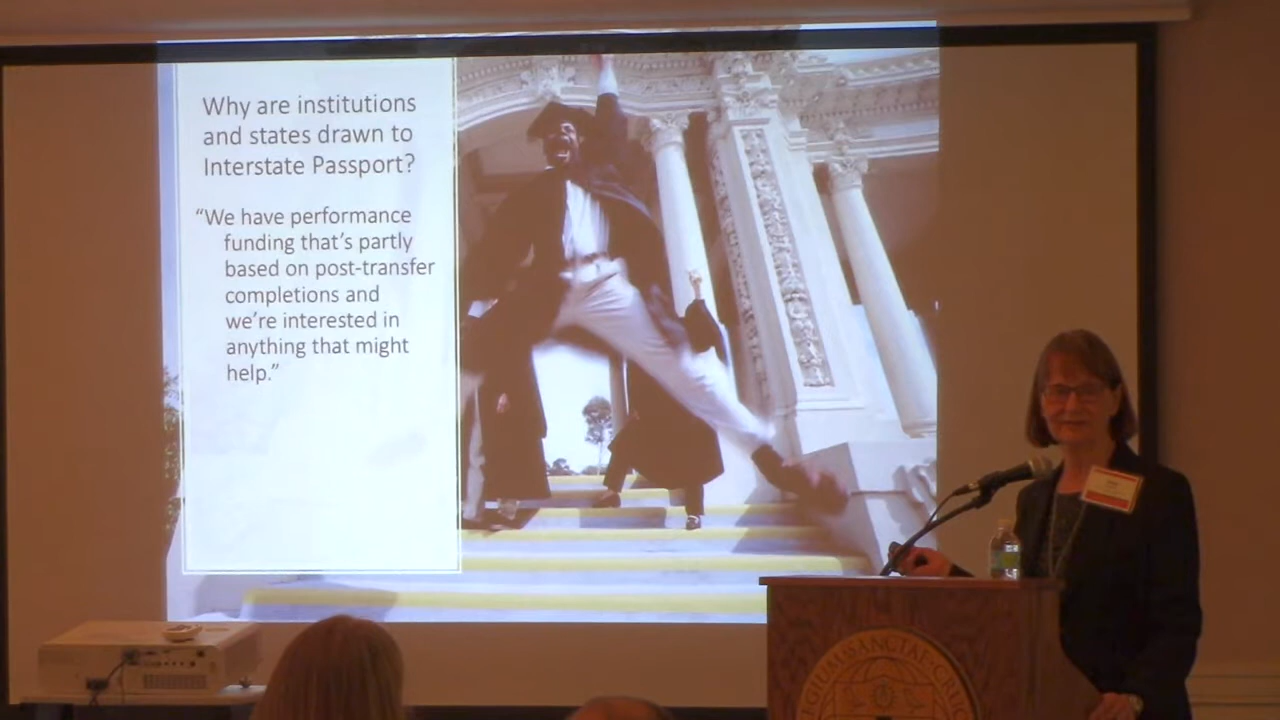 Why are institutions
and states drawn to
Interstate Passport?
“We have performance
funding that’s partly
based on post-transfer
completions and
we’re interested in
anything that might
help.”
SANCTAE